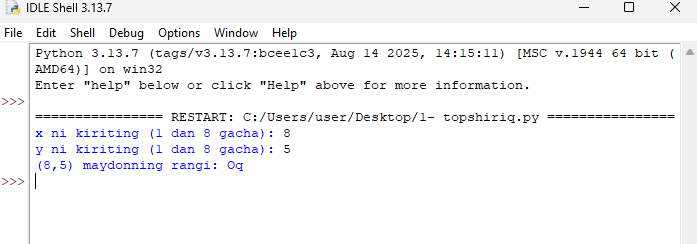 IDLE Shell 3.13.7
File Edit Shell Debug Options Window Help
Python 3.13.7 (tags/v3.13.7:bceelc3, Aug 14 2025, 14:15:11) [MSC v.1944 64 bit (
AMD64)] on win32
Enter "help" below or click "Help" above for more information.
>>>
================ RESTART: C:/Users/user/Desktop/1- topshiriq.py ================
x ni kiriting (1 dan 8 gacha): 8
y ni kiriting (1 dan 8 gacha): 5
(8,5) maydonning rangi: Oq
>>>